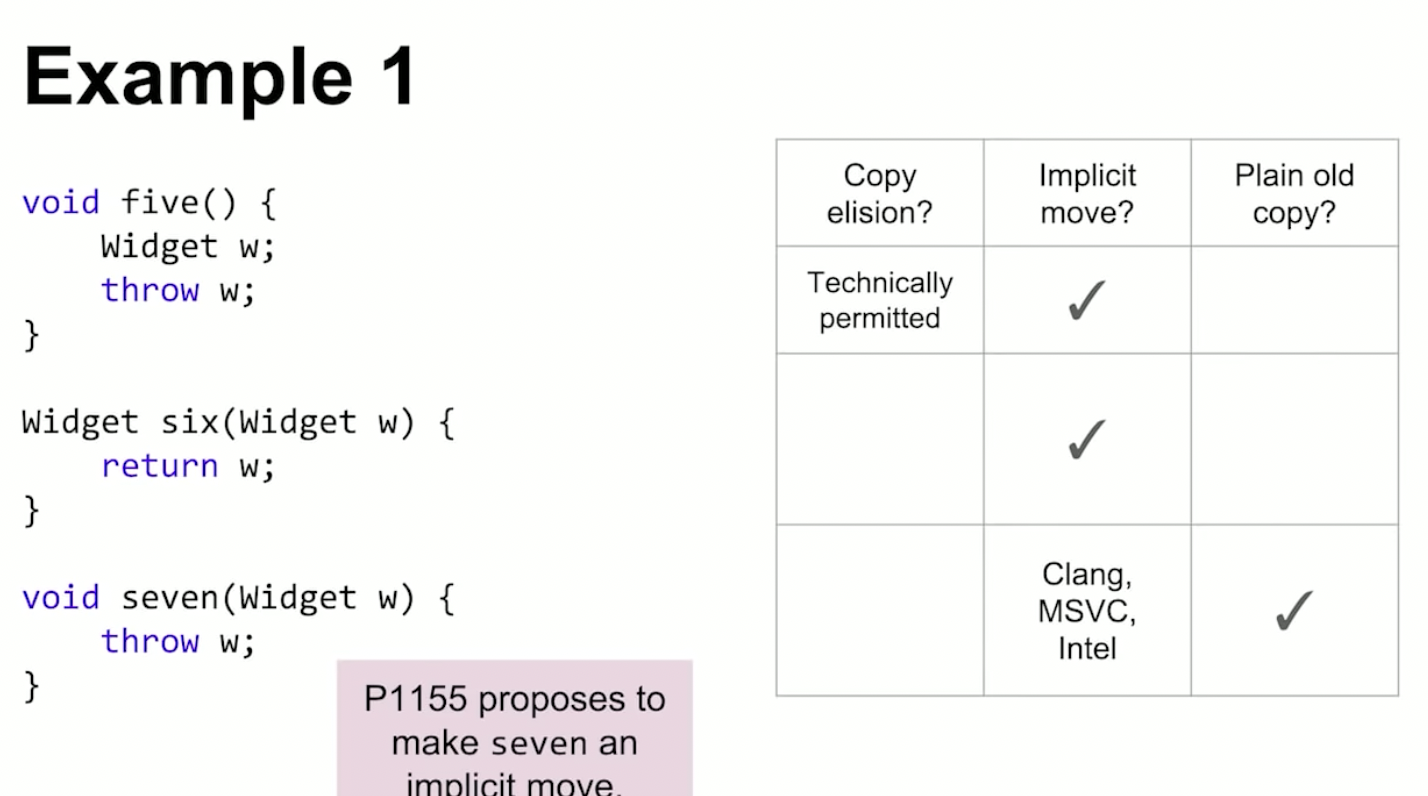 Example 1
void five() {
    Widget w;
    throw w;
}
Widget six(Widget w) {
    return w;
}
void seven(Widget w) {
    throw w;
}
P1155 proposes to
make seven an
implicit move.
Copy
elision?
Implicit
move?
Plain old
copy?
Technically
permitted
✓
✓
Clang,
MSVC,
Intel
✓